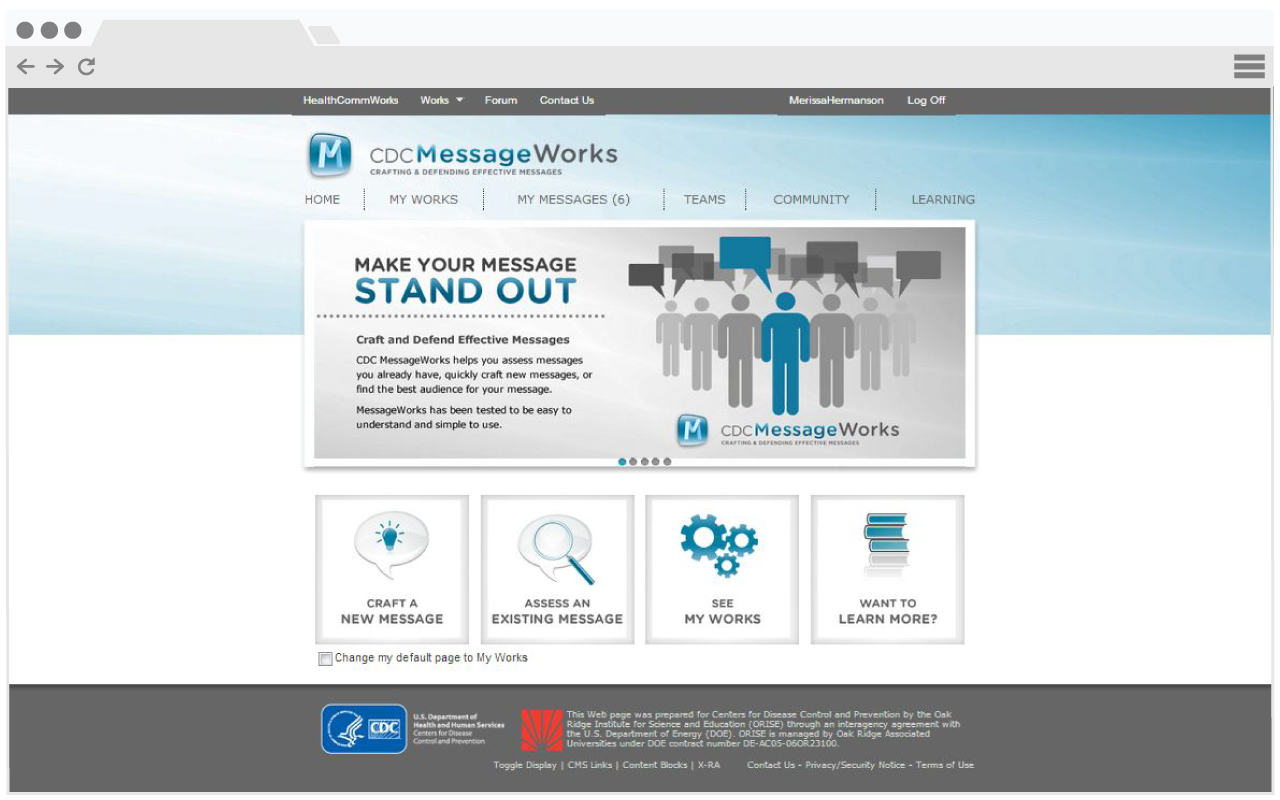 HealthCommWorks Works Forum Contact Us MerissaHermanson Log Off
M CDCMessageWorks
CRAFTING & DEFENDING EFFECTIVE MESSAGES
HOME MY WORKS MY MESSAGES (6) TEAMS COMMUNITY LEARNING
MAKE YOUR MESSAGE
STAND OUT
Craft and Defend Effective Messages
CDC MessageWorks helps you assess messages
you already have, quickly craft new messages, or
find the best audience for your message.
MessageWorks has been tested to be easy to
understand and simple to use.
M CDCMessageWorks
CRAFTING & DEFENDING EFFECTIVE MESSAGES
CRAFT A
NEW MESSAGE
ASSESS AN
EXISTING MESSAGE
SEE
MY WORKS
WANT TO
LEARN MORE?
Change my default page to My Works
CDC
U.S. Department of
Health and Human Services
Centers for Disease
Control and Prevention
This Web page was prepared for Centers for Disease Control and Prevention by the Oak
Ridge Institute for Science and Education (ORISE) through an interagency agreement with
the U.S. Department of Energy (DOE). ORISE is managed by Oak Ridge Associated
Universities under DOE contract number DE-AC05-06OR23100.
Toggle Display | CMS Links | Content Blocks | X-RA Contact Us - Privacy/Security Notice - Terms of Use